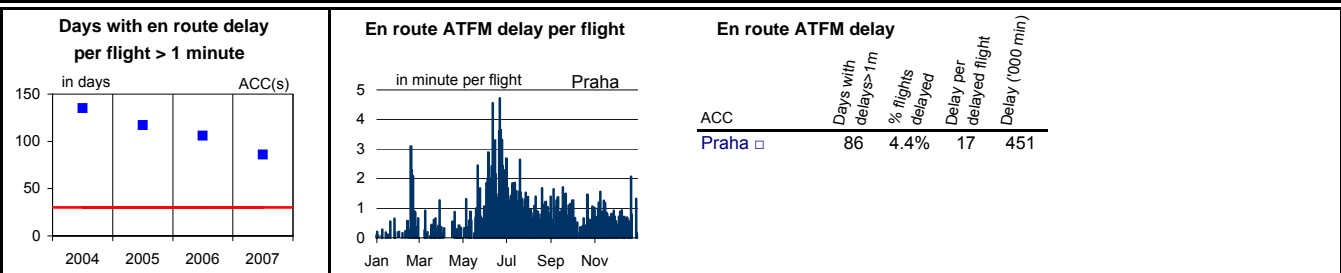 Days with en route delay
per flight > 1 minute
in days ACC(s)
150
100
50
0
2004 2005 2006 2007
En route ATFM delay per flight
in minute per flight Praha
5
4
3
2
1
0
Jan Mar May Jul Sep Nov
En route ATFM delay
ACC
Days with
delays>1m
% flights
delayed
Delay per
delayed flight
Delay ('000 min)
Praha □ 86 4.4% 17 451